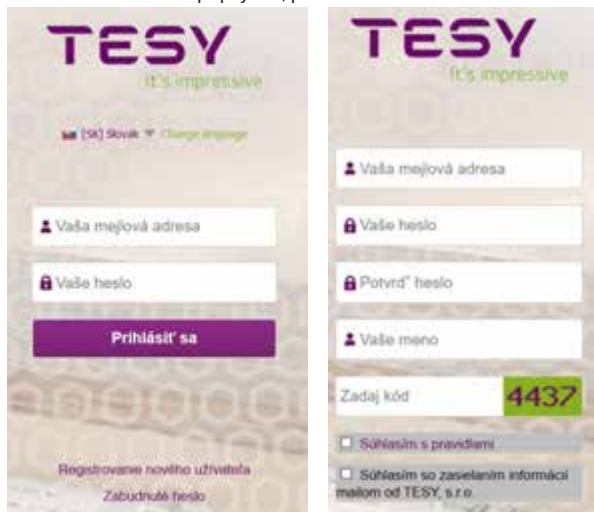 TESY
It's impressive
[SK] Slovak Change language
Vaša mejlová adresa
Vaše heslo
Prihlásiť sa
Registrovanie nového užívateľa
Zabudnuté heslo
TESY
It's impressive
Vaša mejlová adresa
Vaše heslo
Potvrď heslo
Vaše meno
Zadaj kód
4437
Súhlasím s pravidlami
Súhlasím so zasielaním informácií
mailom od TESY, s.r.o.